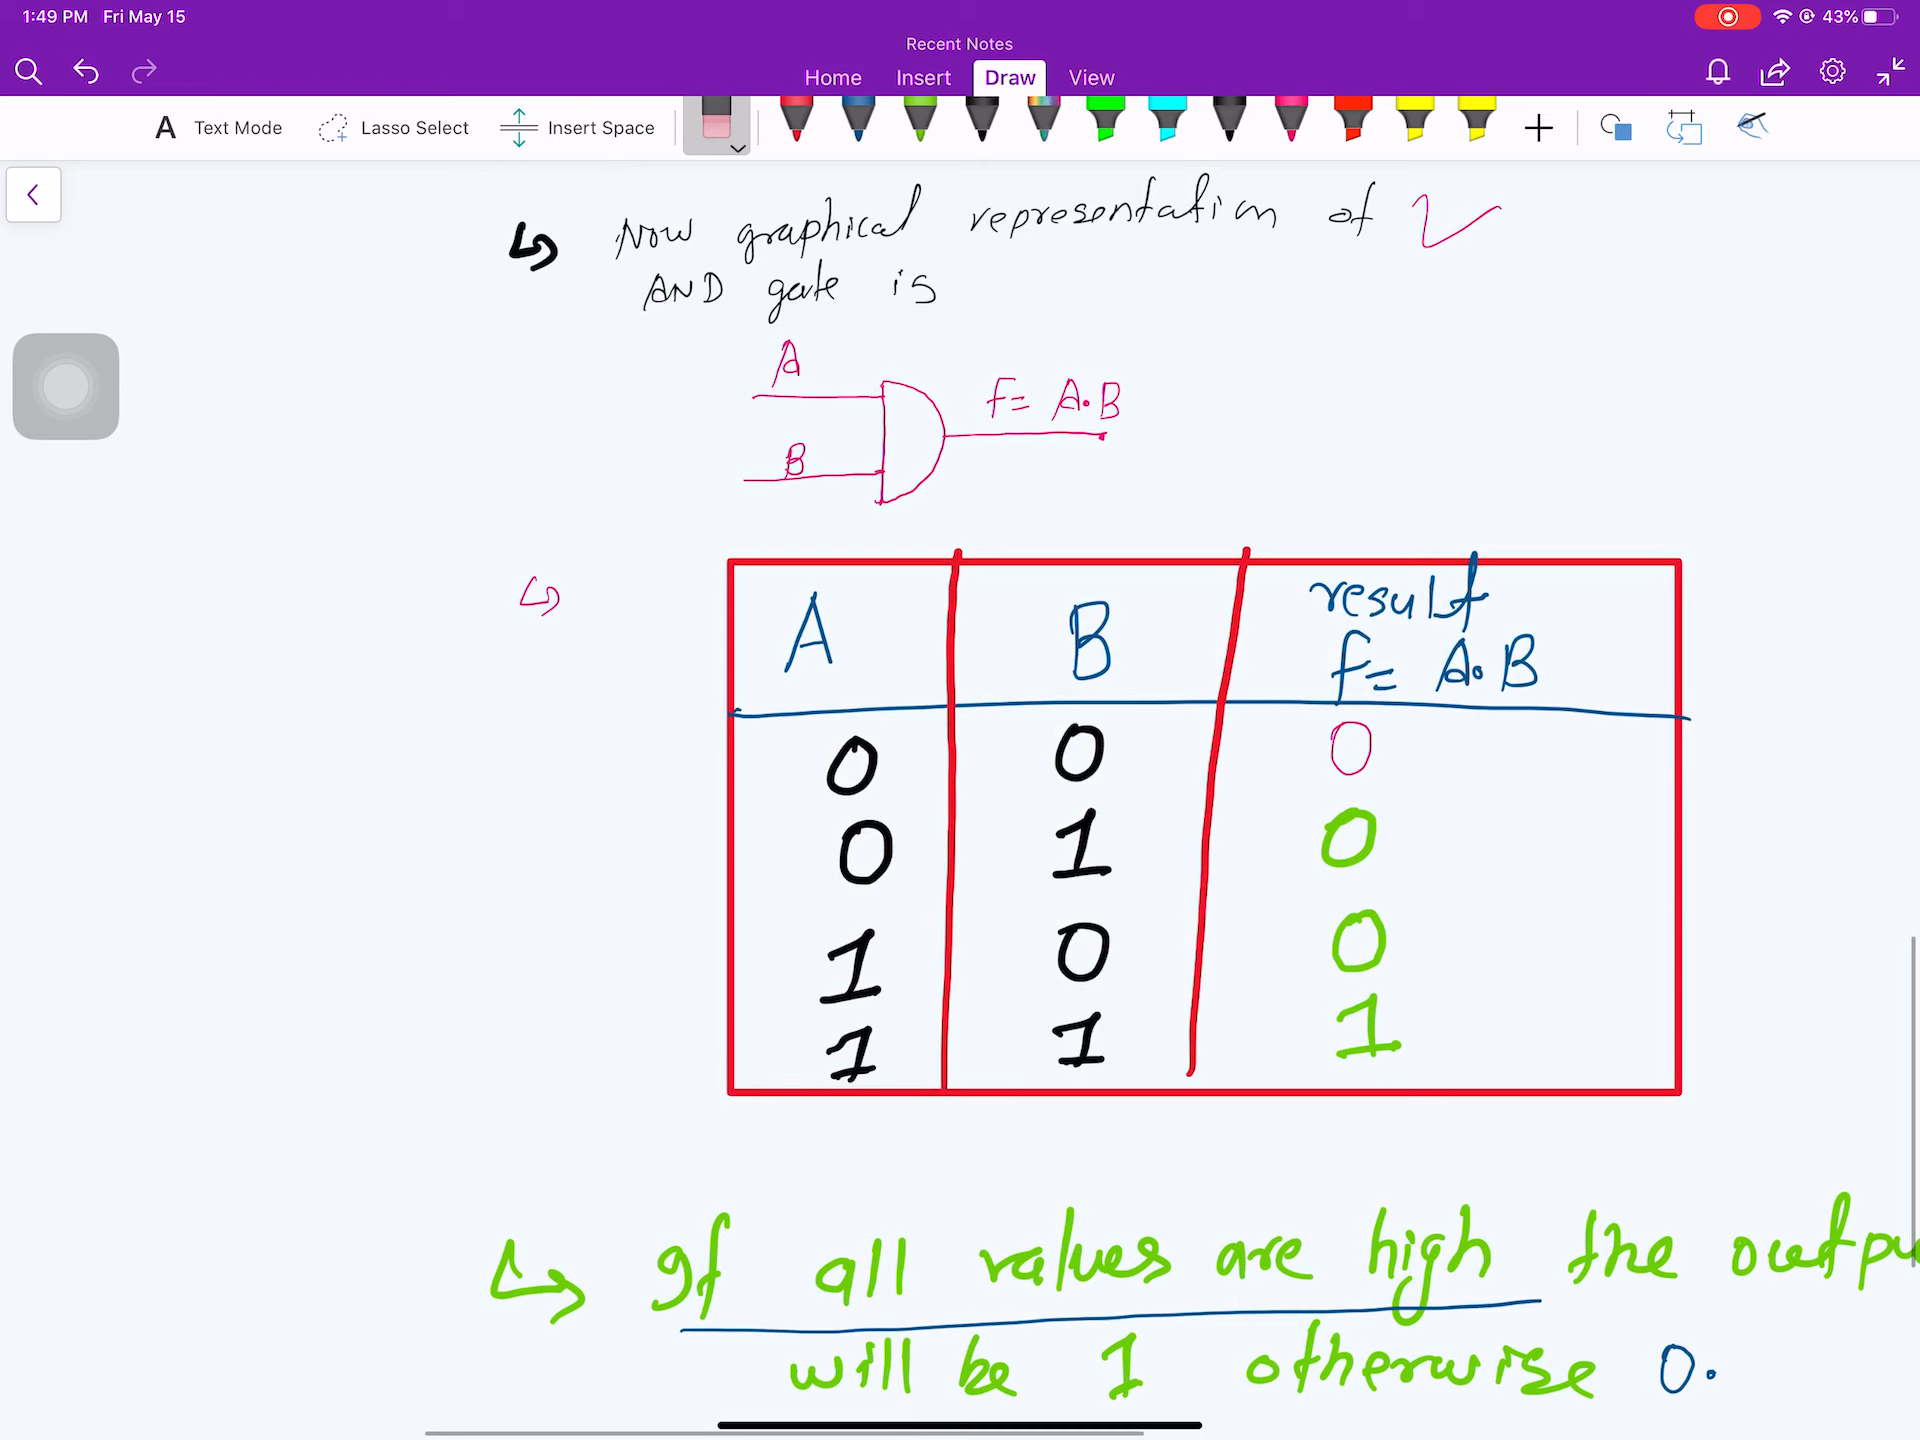 1:49 PM Fri May 15
43%
Recent Notes
Home Insert Draw View
A Text Mode Lasso Select Insert Space
Now graphical representation of
AND gate is
A
f= A.B
B
A B result
f= A.B
0 0 0
0 1 0
1 0 0
1 1 1
If all values are high the outpu
will be 1 otherwise 0.